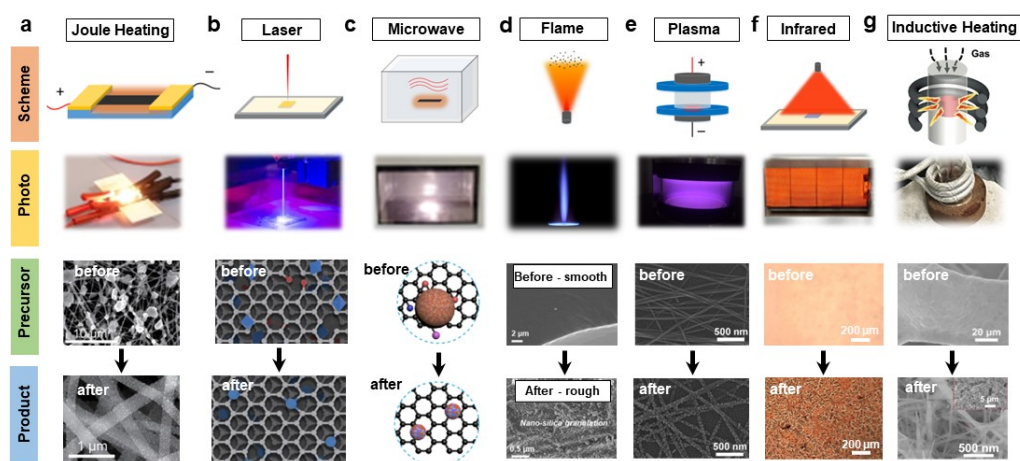 a Joule Heating b Laser c Microwave d Flame e Plasma f Infrared g Inductive Heating
Scheme
+ − + − Gas
Photo
Precursor
before before before Before - smooth before before before
10 μm 2 μm 500 nm 200 μm 20 μm
Product
after after after After - rough after after after
Nano-silica granulation
5 μm
1 μm 0.5 μm 500 nm 200 μm 500 nm